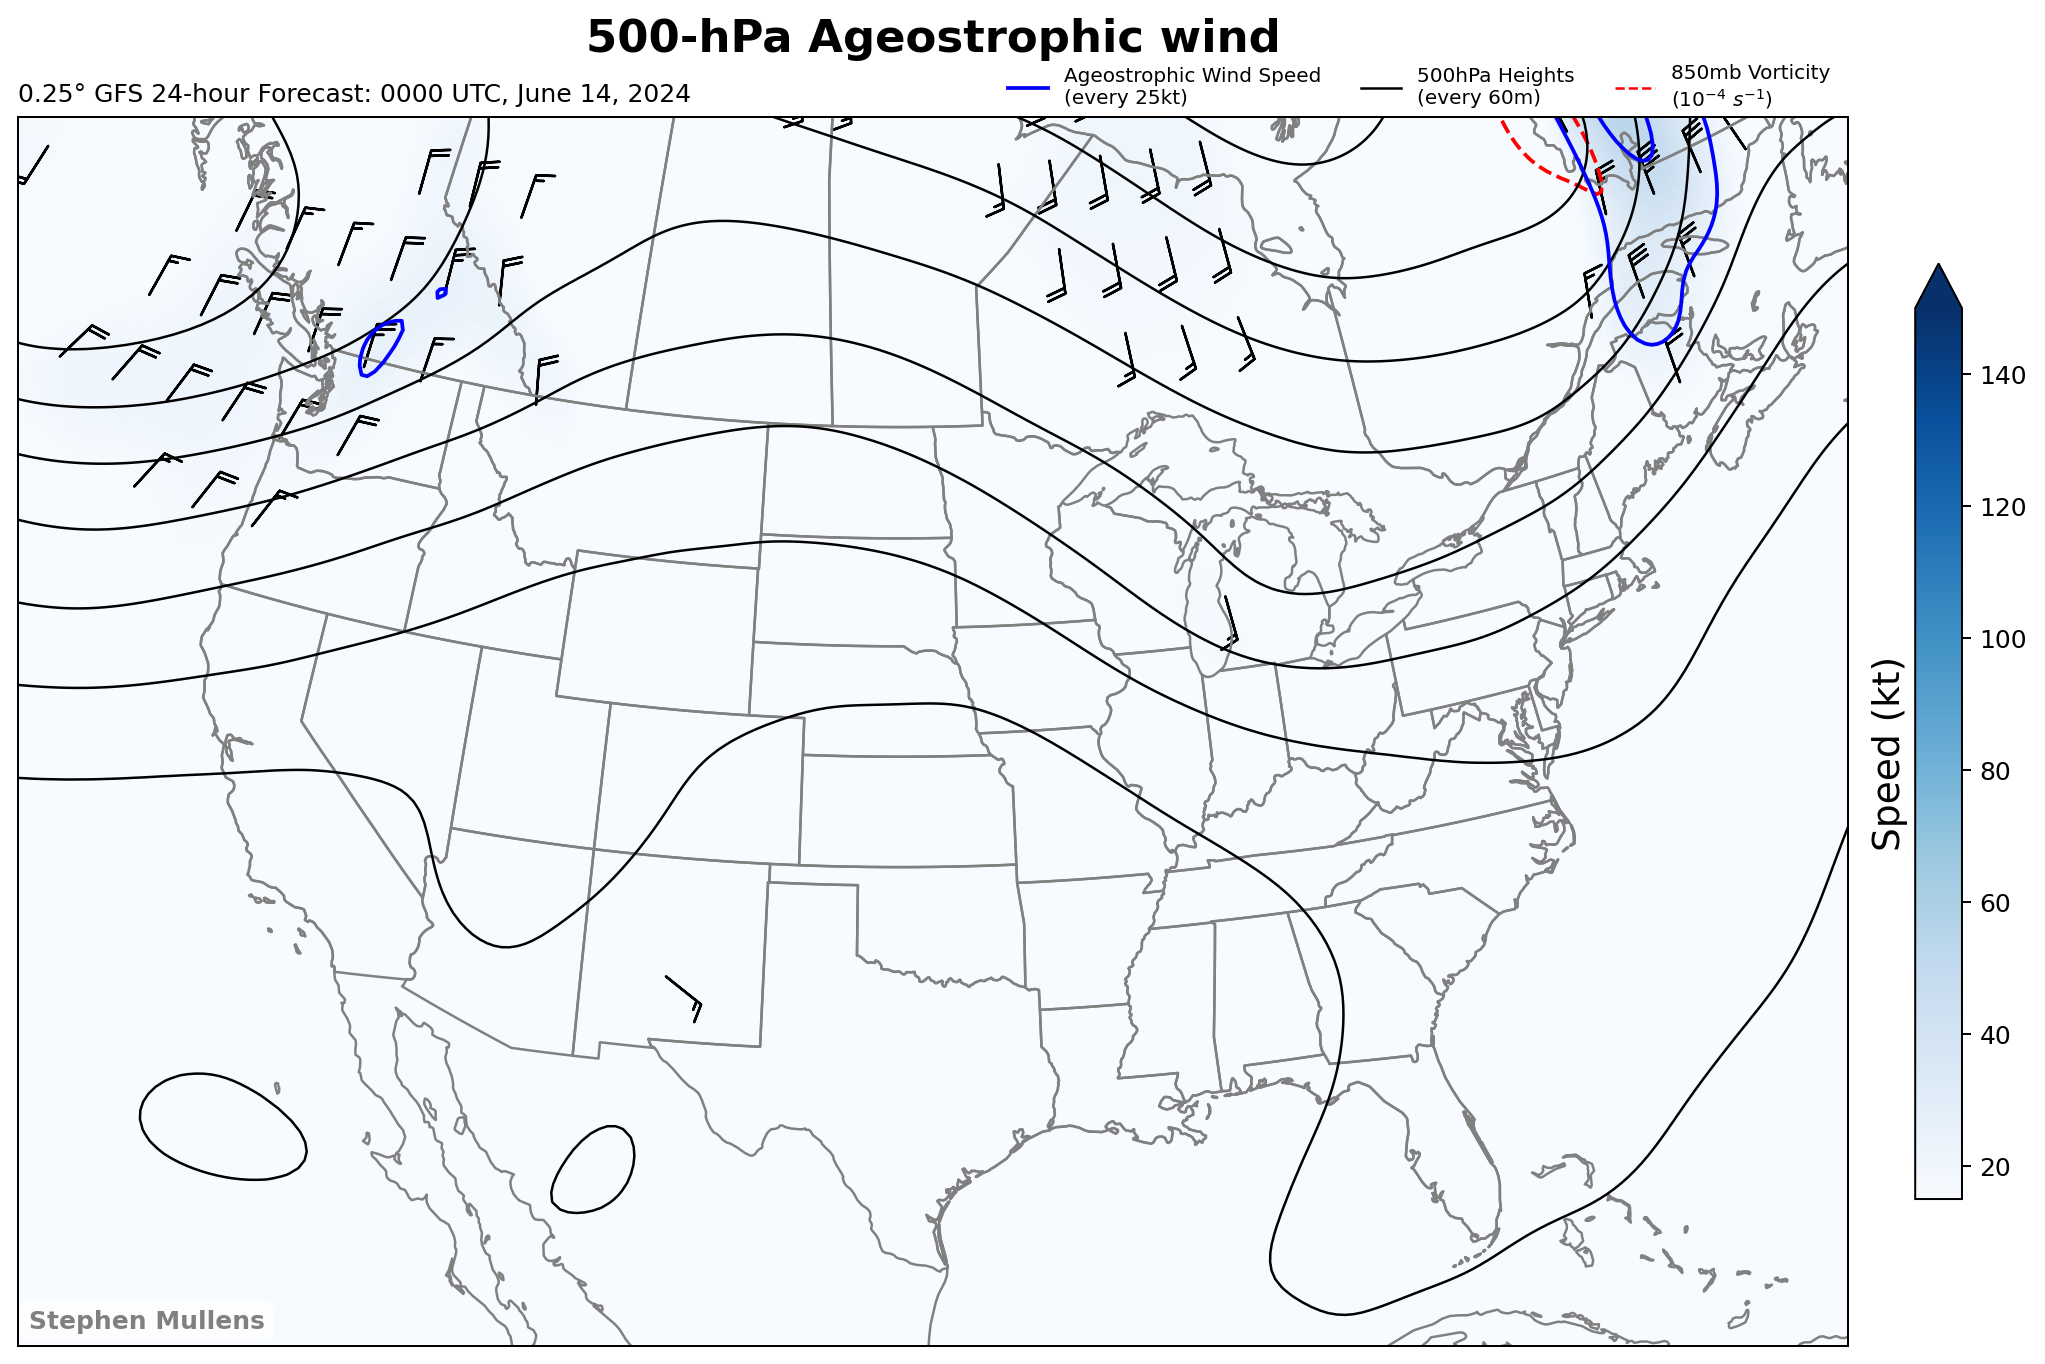 500-hPa Ageostrophic wind
0.25° GFS 24-hour Forecast: 0000 UTC, June 14, 2024
Ageostrophic Wind Speed
(every 25kt)
500hPa Heights
(every 60m)
850mb Vorticity
(10⁻⁴ s⁻¹)
140
120
100
80
60
40
20
Speed (kt)
Stephen Mullens